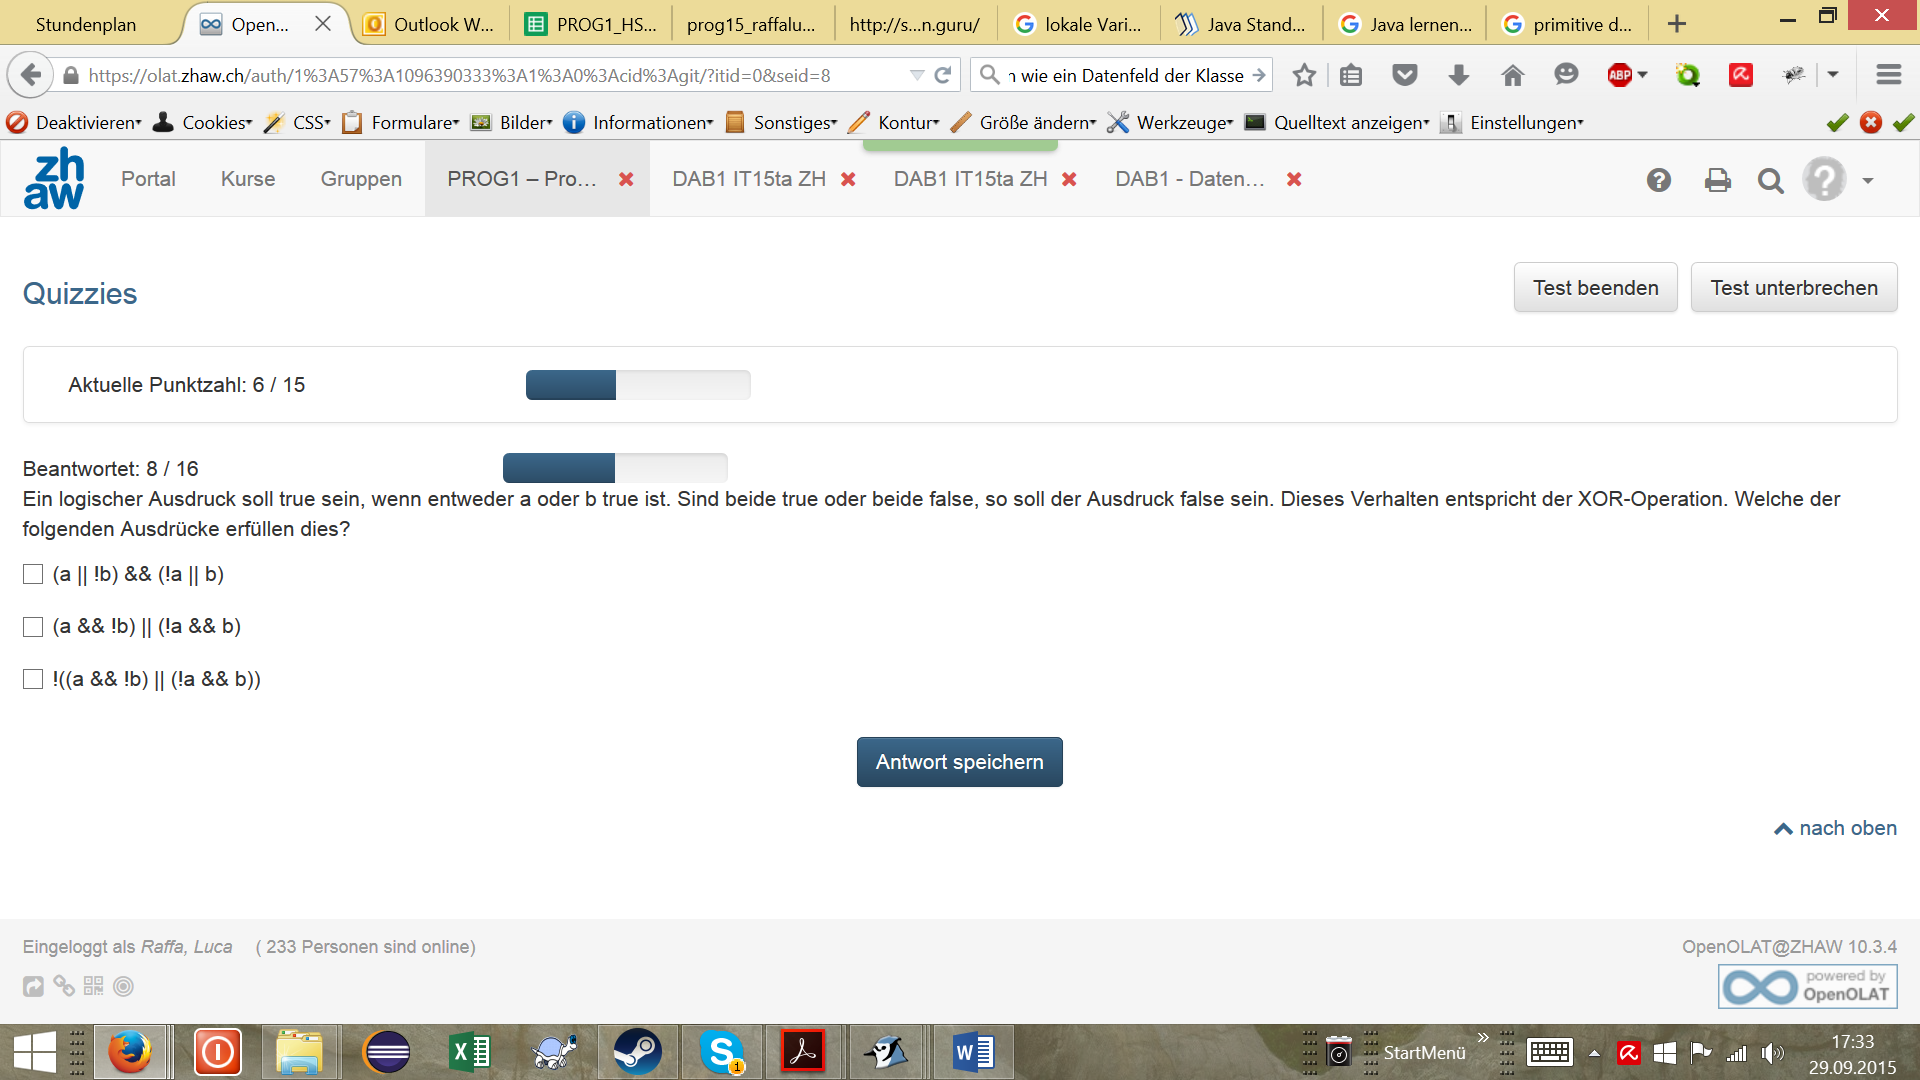 Stundenplan
Open...
Outlook W...
PROG1_HS...
prog15_raffalu...
http://s...n.guru/
lokale Vari...
Java Stand...
Java lernen...
primitive d...
https://olat.zhaw.ch/auth/1%3A57%3A1096390333%3A1%3A0%3Acid%3Agit/?itid=0&seid=8
n wie ein Datenfeld der Klasse
ABP
Deaktivieren
Cookies
CSS
Formulare
Bilder
Informationen
Sonstiges
Kontur
Größe ändern
Werkzeuge
Quelltext anzeigen
Einstellungen
zh
aw
Portal
Kurse
Gruppen
PROG1 – Pro...
DAB1 IT15ta ZH
DAB1 IT15ta ZH
DAB1 - Daten...
Quizzies
Test beenden
Test unterbrechen
Aktuelle Punktzahl: 6 / 15
Beantwortet: 8 / 16
Ein logischer Ausdruck soll true sein, wenn entweder a oder b true ist. Sind beide true oder beide false, so soll der Ausdruck false sein. Dieses Verhalten entspricht der XOR-Operation. Welche der
folgenden Ausdrücke erfüllen dies?
(a || !b) && (!a || b)
(a && !b) || (!a && b)
!((a && !b) || (!a && b))
Antwort speichern
nach oben
Eingeloggt als Raffa, Luca ( 233 Personen sind online)
OpenOLAT@ZHAW 10.3.4
powered by
OpenOLAT
StartMenü
17:33
29.09.2015